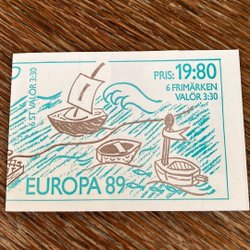 6 ST VALÖR 3:30
PRIS: 19:80
6 FRIMÄRKEN
VALÖR 3:30
EUROPA 89